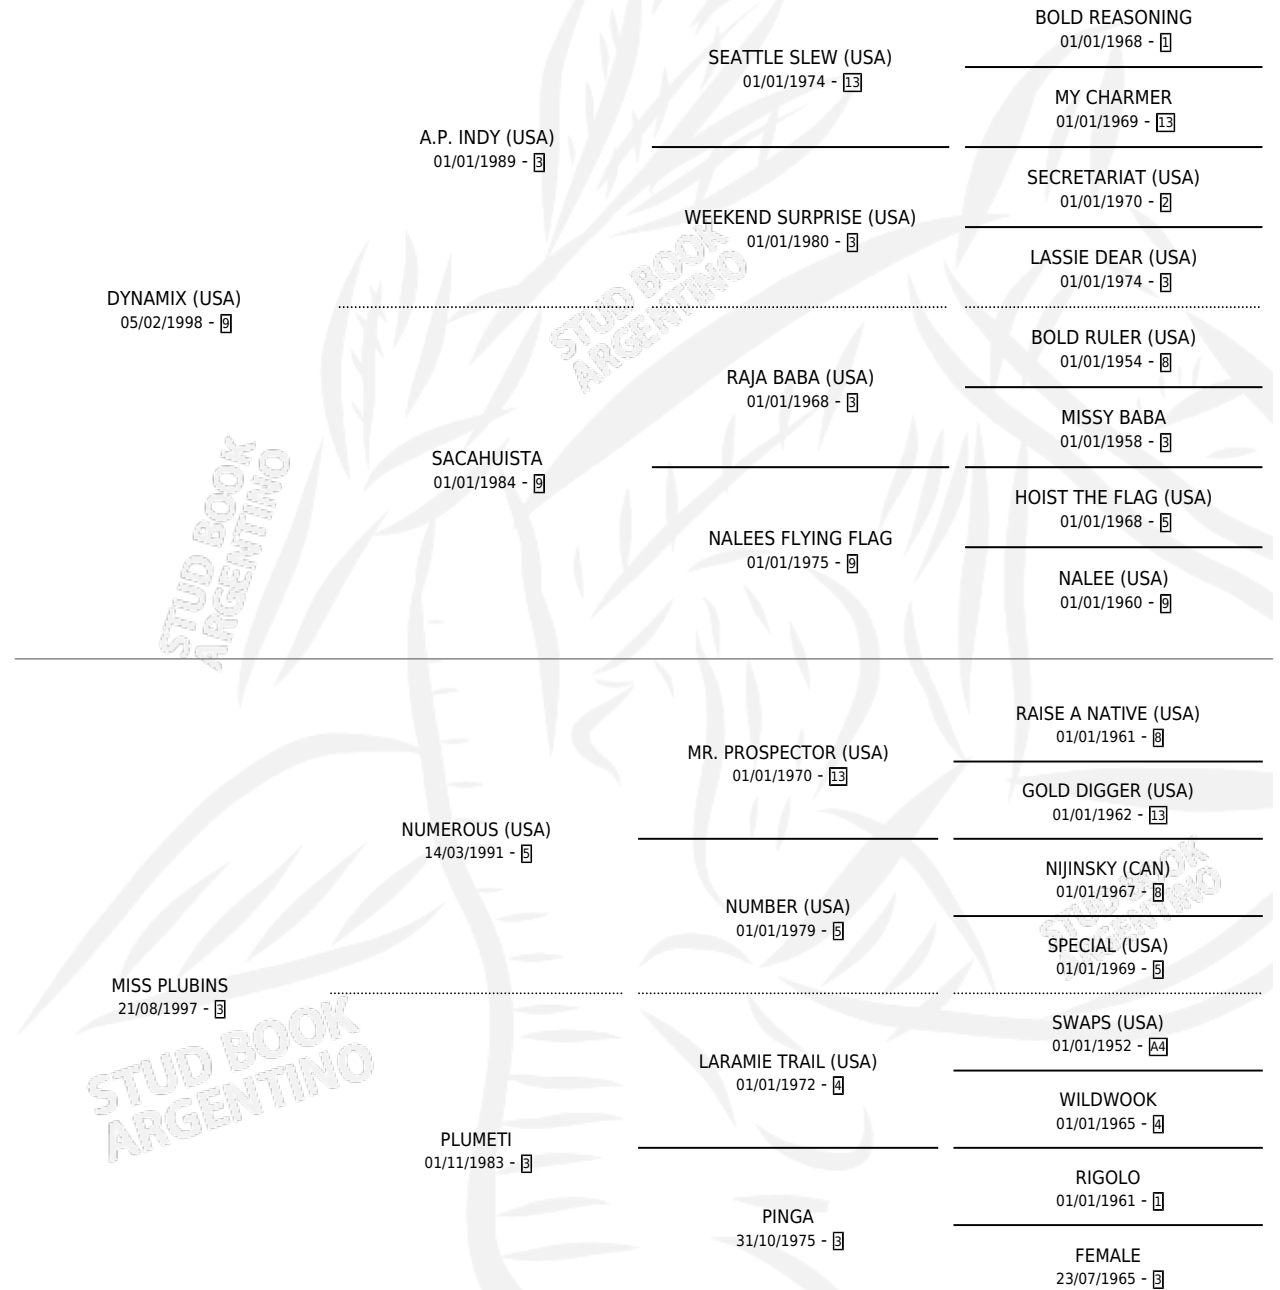 BOLD REASONING
01/01/1968 - 1
SEATTLE SLEW (USA)
01/01/1974 - 13
MY CHARMER
01/01/1969 - 13
A.P. INDY (USA)
01/01/1989 - 3
SECRETARIAT (USA)
01/01/1970 - 2
WEEKEND SURPRISE (USA)
01/01/1980 - 3
LASSIE DEAR (USA)
01/01/1974 - 3
DYNAMIX (USA)
05/02/1998 - 9
BOLD RULER (USA)
01/01/1954 - 8
RAJA BABA (USA)
01/01/1968 - 3
MISSY BABA
01/01/1958 - 3
SACAHUISTA
01/01/1984 - 9
HOIST THE FLAG (USA)
01/01/1968 - 5
NALEES FLYING FLAG
01/01/1975 - 9
NALEE (USA)
01/01/1960 - 9
RAISE A NATIVE (USA)
01/01/1961 - 8
MR. PROSPECTOR (USA)
01/01/1970 - 13
GOLD DIGGER (USA)
01/01/1962 - 13
NUMEROUS (USA)
14/03/1991 - 5
NIJINSKY (CAN)
01/01/1967 - 8
NUMBER (USA)
01/01/1979 - 5
SPECIAL (USA)
01/01/1969 - 5
MISS PLUBINS
21/08/1997 - 3
SWAPS (USA)
01/01/1952 - A4
LARAMIE TRAIL (USA)
01/01/1972 - 4
WILDWOOK
01/01/1965 - 4
PLUMETI
01/11/1983 - 3
RIGOLO
01/01/1961 - 1
PINGA
31/10/1975 - 3
FEMALE
23/07/1965 - 3
STUD BOOK
ARGENTINO
STUD BOOK
ARGENTINO
STUD BOOK
ARGENTINO
STUD BOOK
ARGENTINO